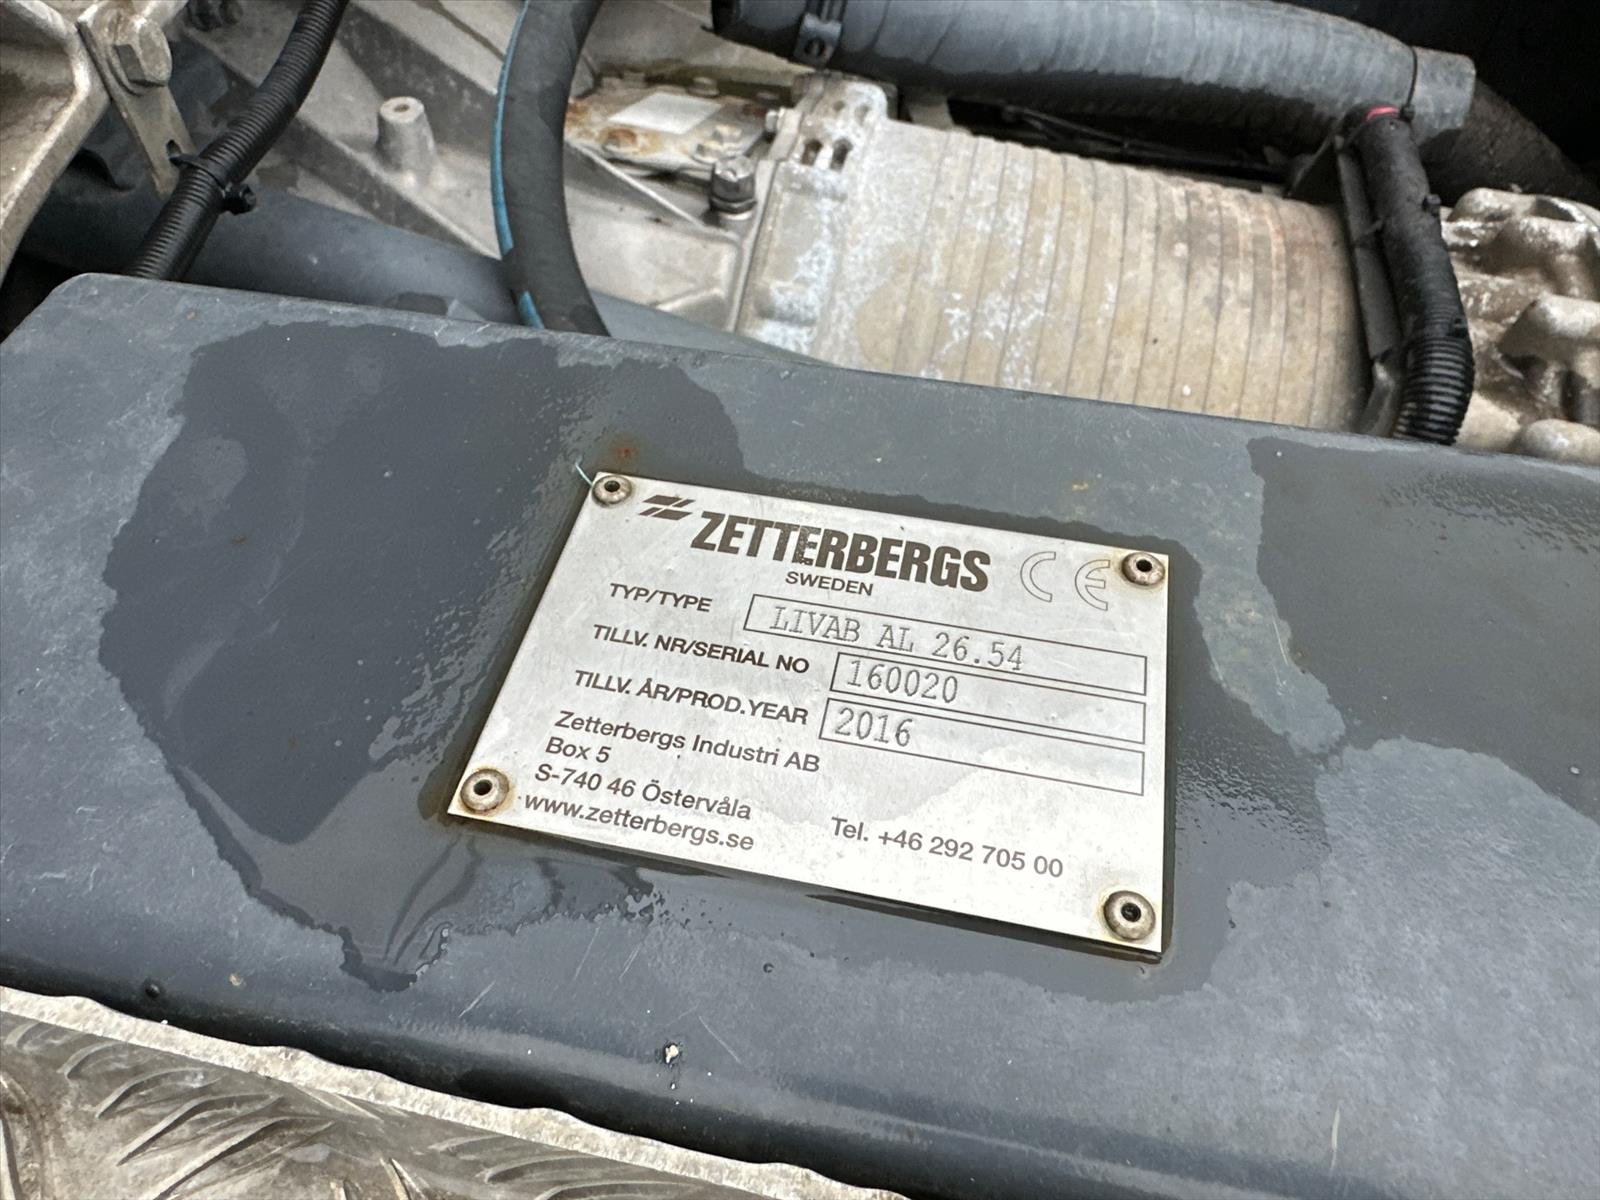 ZETTERBERGS CE
SWEDEN
TYP/TYPE LIVAB AL 26.54
TILLV. NR/SERIAL NO 160020
TILLV. ÅR/PROD.YEAR 2016
Zetterbergs Industri AB
Box 5
S-740 46 Östervåla
www.zetterbergs.se
Tel. +46 292 705 00